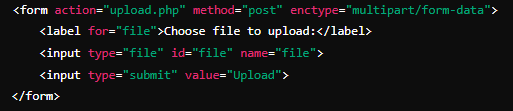 <form action="upload.php" method="post" enctype="multipart/form-data">
    <label for="file">Choose file to upload:</label>
    <input type="file" id="file" name="file">
    <input type="submit" value="Upload">
</form>